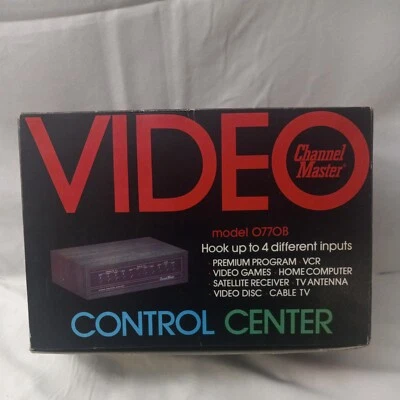 VIDEO
Channel
Master®
model 0770B
Hook up to 4 different inputs
· PREMIUM PROGRAM · VCR
· VIDEO GAMES · HOME COMPUTER
· SATELLITE RECEIVER · TV ANTENNA
· VIDEO DISC · CABLE TV
CONTROL CENTER